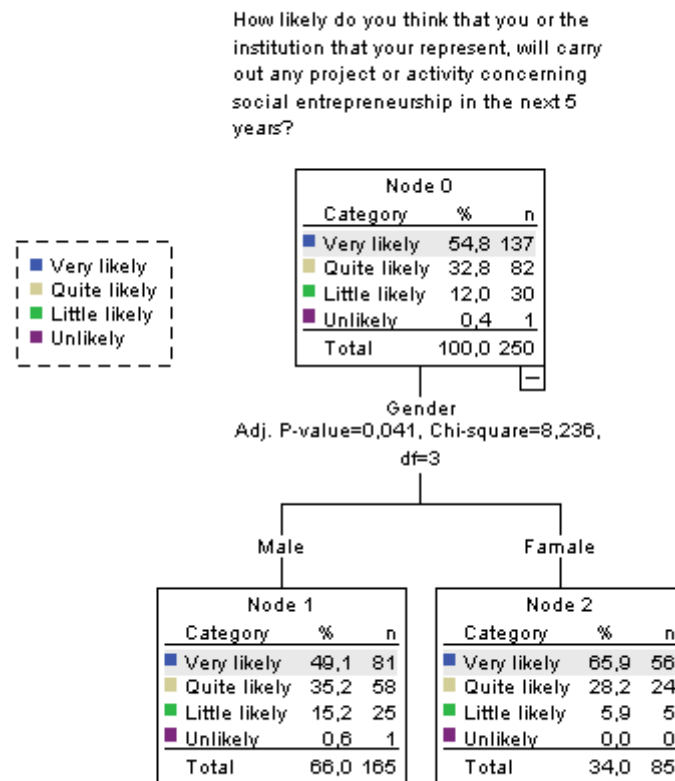 How likely do you think that you or the
institution that your represent, will carry
out any project or activity concerning
social entrepreneurship in the next 5
years?
Node 0
Category % n
Very likely 54,8 137
Quite likely 32,8 82
Little likely 12,0 30
Unlikely 0,4 1
Total 100,0 250
Very likely
Quite likely
Little likely
Unlikely
Gender
Adj. P-value=0,041, Chi-square=8,236,
df=3
Male
Famale
Node 1
Category % n
Very likely 49,1 81
Quite likely 35,2 58
Little likely 15,2 25
Unlikely 0,6 1
Total 66,0 165
Node 2
Category % n
Very likely 65,9 56
Quite likely 28,2 24
Little likely 5,9 5
Unlikely 0,0 0
Total 34,0 85